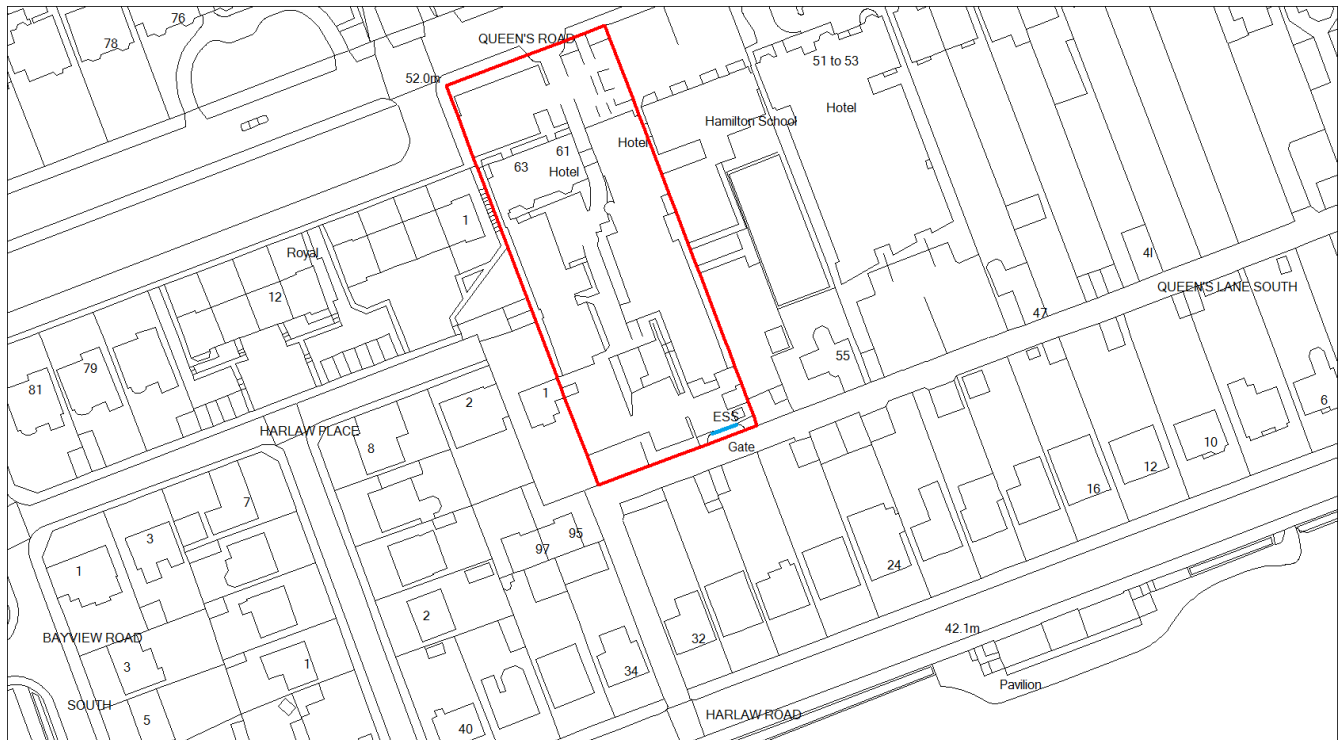 76
78
QUEEN'S ROAD
52.0m
51 to 53
Hotel
Hamilton School
Hotel
61
63
Hotel
1
Royal
12
4l
QUEEN'S LANE SOUTH
47
55
79
81
1
2
ESS
Gate
6
10
12
16
HARLAW PLACE
8
7
3
1
95
97
24
2
32
42.1m
BAYVIEW ROAD
3
1
34
Pavilion
SOUTH
5
40
HARLAW ROAD